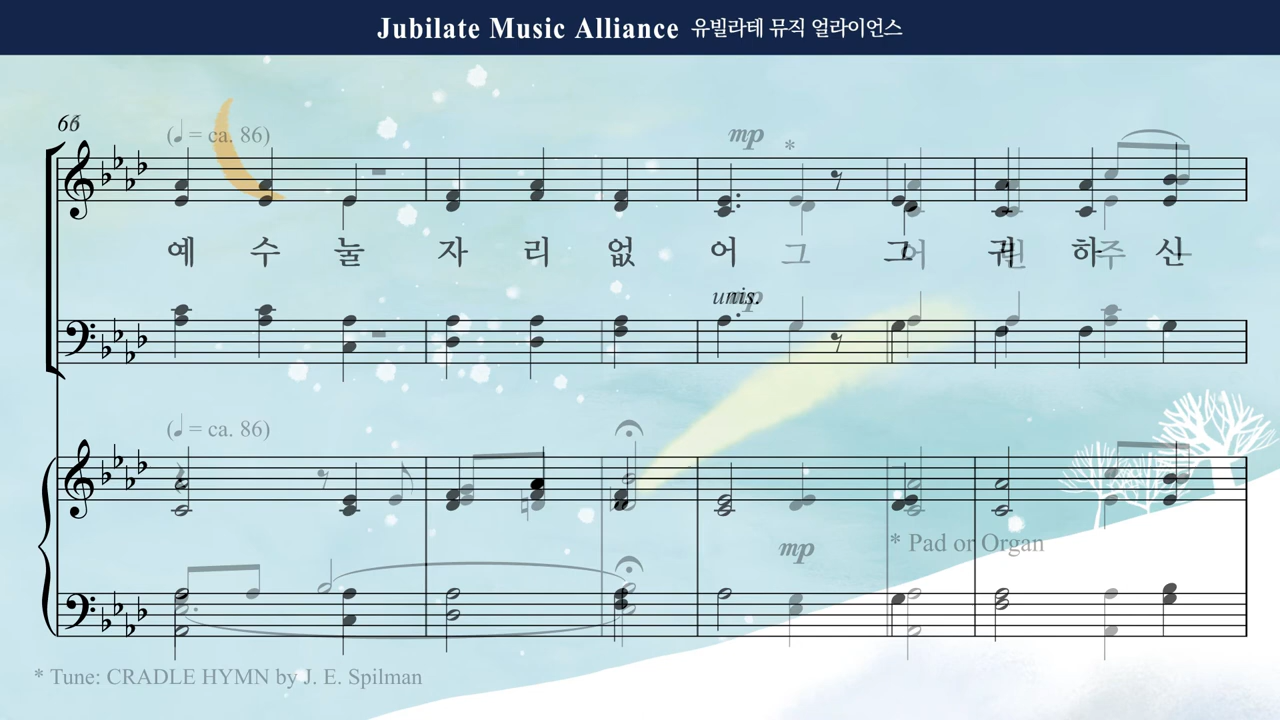 Jubilate Music Alliance 유빌라테 뮤직 얼라이언스
(♩ = ca. 86)
mp
*
예 수 눌 자 리 없 어 그 그 귀 하 신
unis.
(♩ = ca. 86)
mp
* Pad or Organ
* Tune: CRADLE HYMN by J. E. Spilman